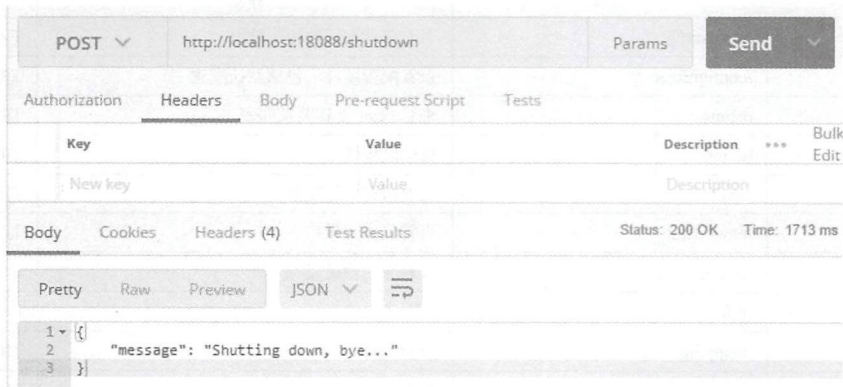 POST http://localhost:18088/shutdown Params Send
Authorization Headers Body Pre-request Script Tests
Key Value Description ••• Bulk Edit
New key Value Description
Body Cookies Headers (4) Test Results Status: 200 OK Time: 1713 ms
Pretty Raw Preview JSON
1 {
2 "message": "Shutting down, bye..."
3 }